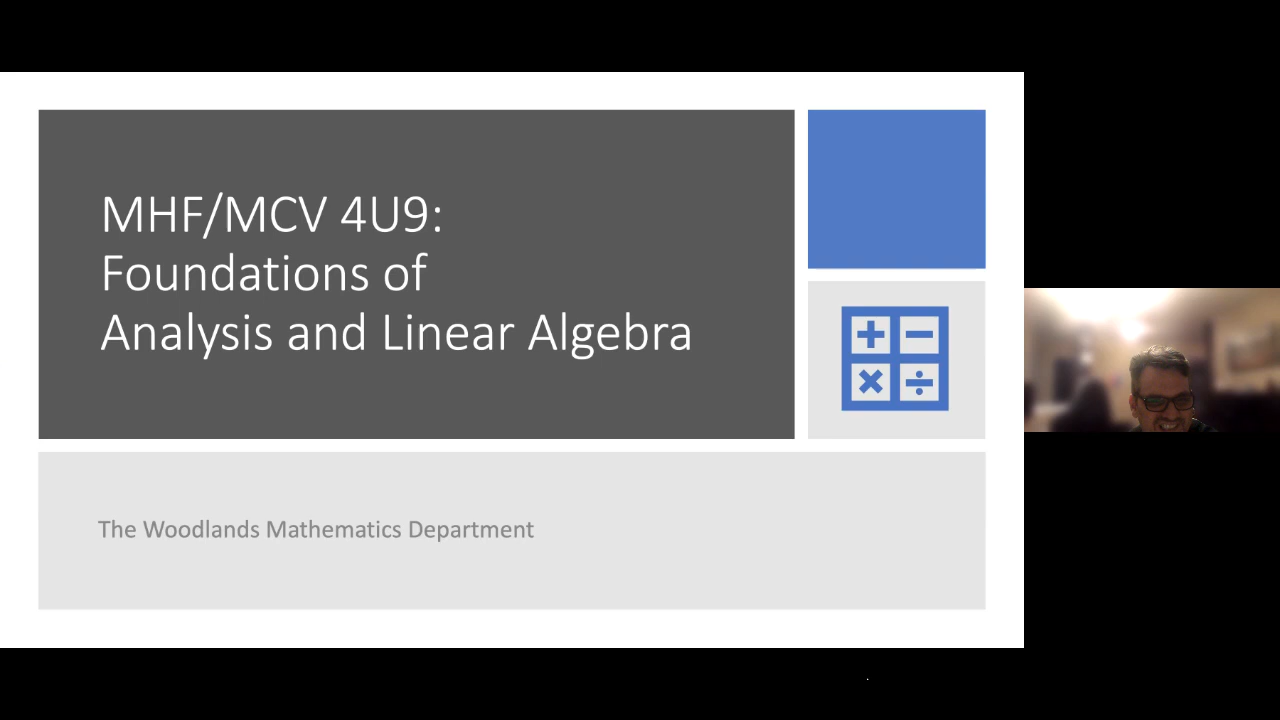 MHF/MCV 4U9:
Foundations of
Analysis and Linear Algebra
The Woodlands Mathematics Department